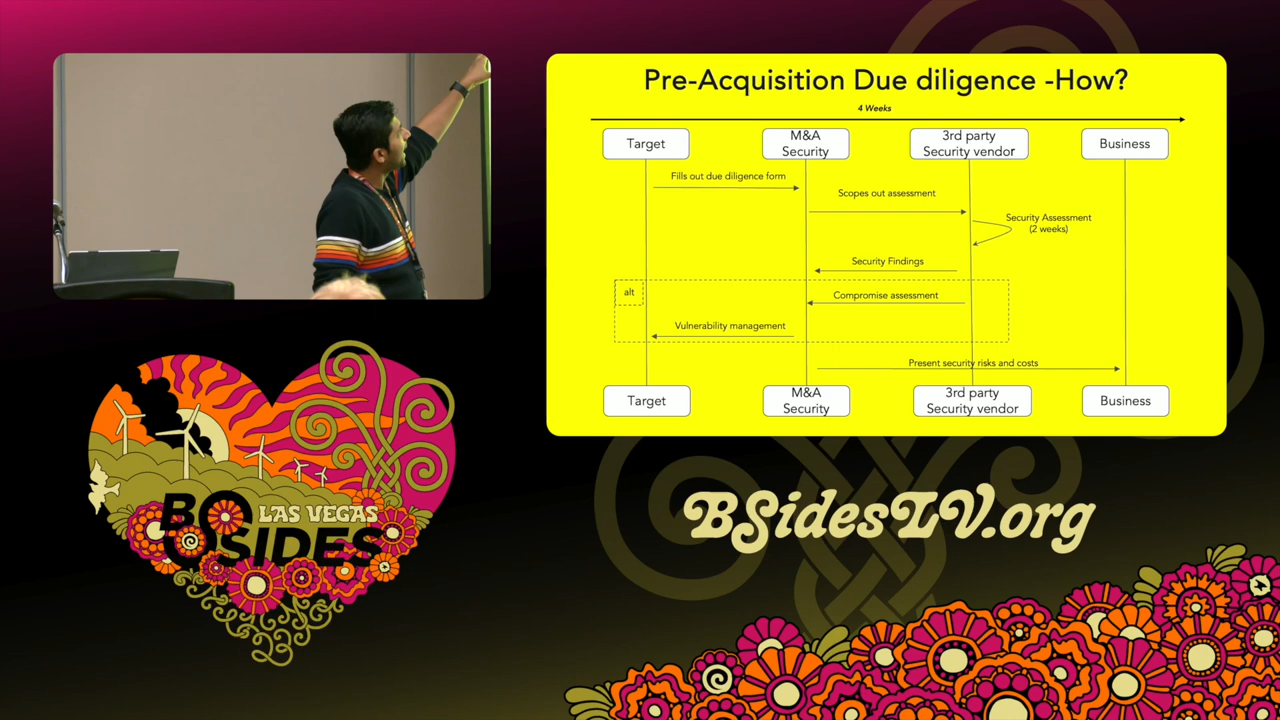 Pre-Acquisition Due diligence -How?
4 Weeks
Target
M&A
Security
3rd party
Security vendor
Business
Fills out due diligence form
Scopes out assessment
Security Assessment
(2 weeks)
Security Findings
alt
Compromise assessment
Vulnerability management
Present security risks and costs
Target
M&A
Security
3rd party
Security vendor
Business
LAS VEGAS
BSIDES
BSidesLV.org